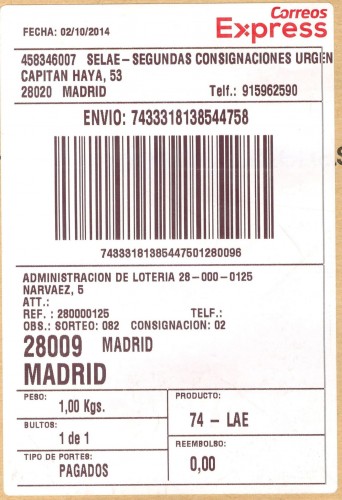 Correos
FECHA: 02/10/2014 Express
458346007 SELAE-SEGUNDAS CONSIGNACIONES URGEN
CAPITAN HAYA, 53
28020 MADRID Telf.: 915962590
ENVIO: 7433318138544758
74333181385447501280096
ADMINISTRACION DE LOTERIA 28-000-0125
NARVAEZ, 5
ATT.:
REF.: 280000125 TELF.:
OBS.: SORTEO: 082 CONSIGNACION: 02
28009 MADRID
MADRID
PESO:
1,00 Kgs.
BULTOS:
1 de 1
TIPO DE PORTES:
PAGADOS
PRODUCTO:
74 - LAE
REEMBOLSO:
0,00